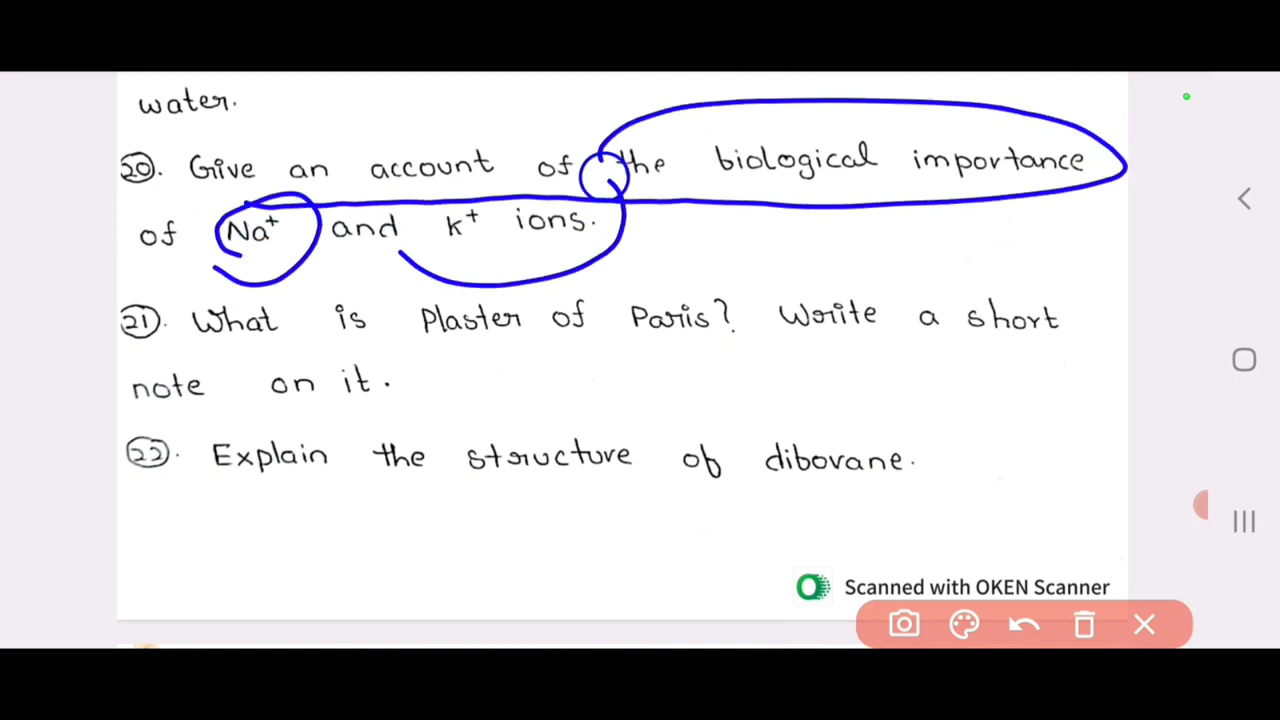 water.
20. Give an account of the biological importance
of Na⁺ and K⁺ ions.
21. What is Plaster of Paris? Write a short
note on it.
22. Explain the structure of diborane.
Scanned with OKEN Scanner